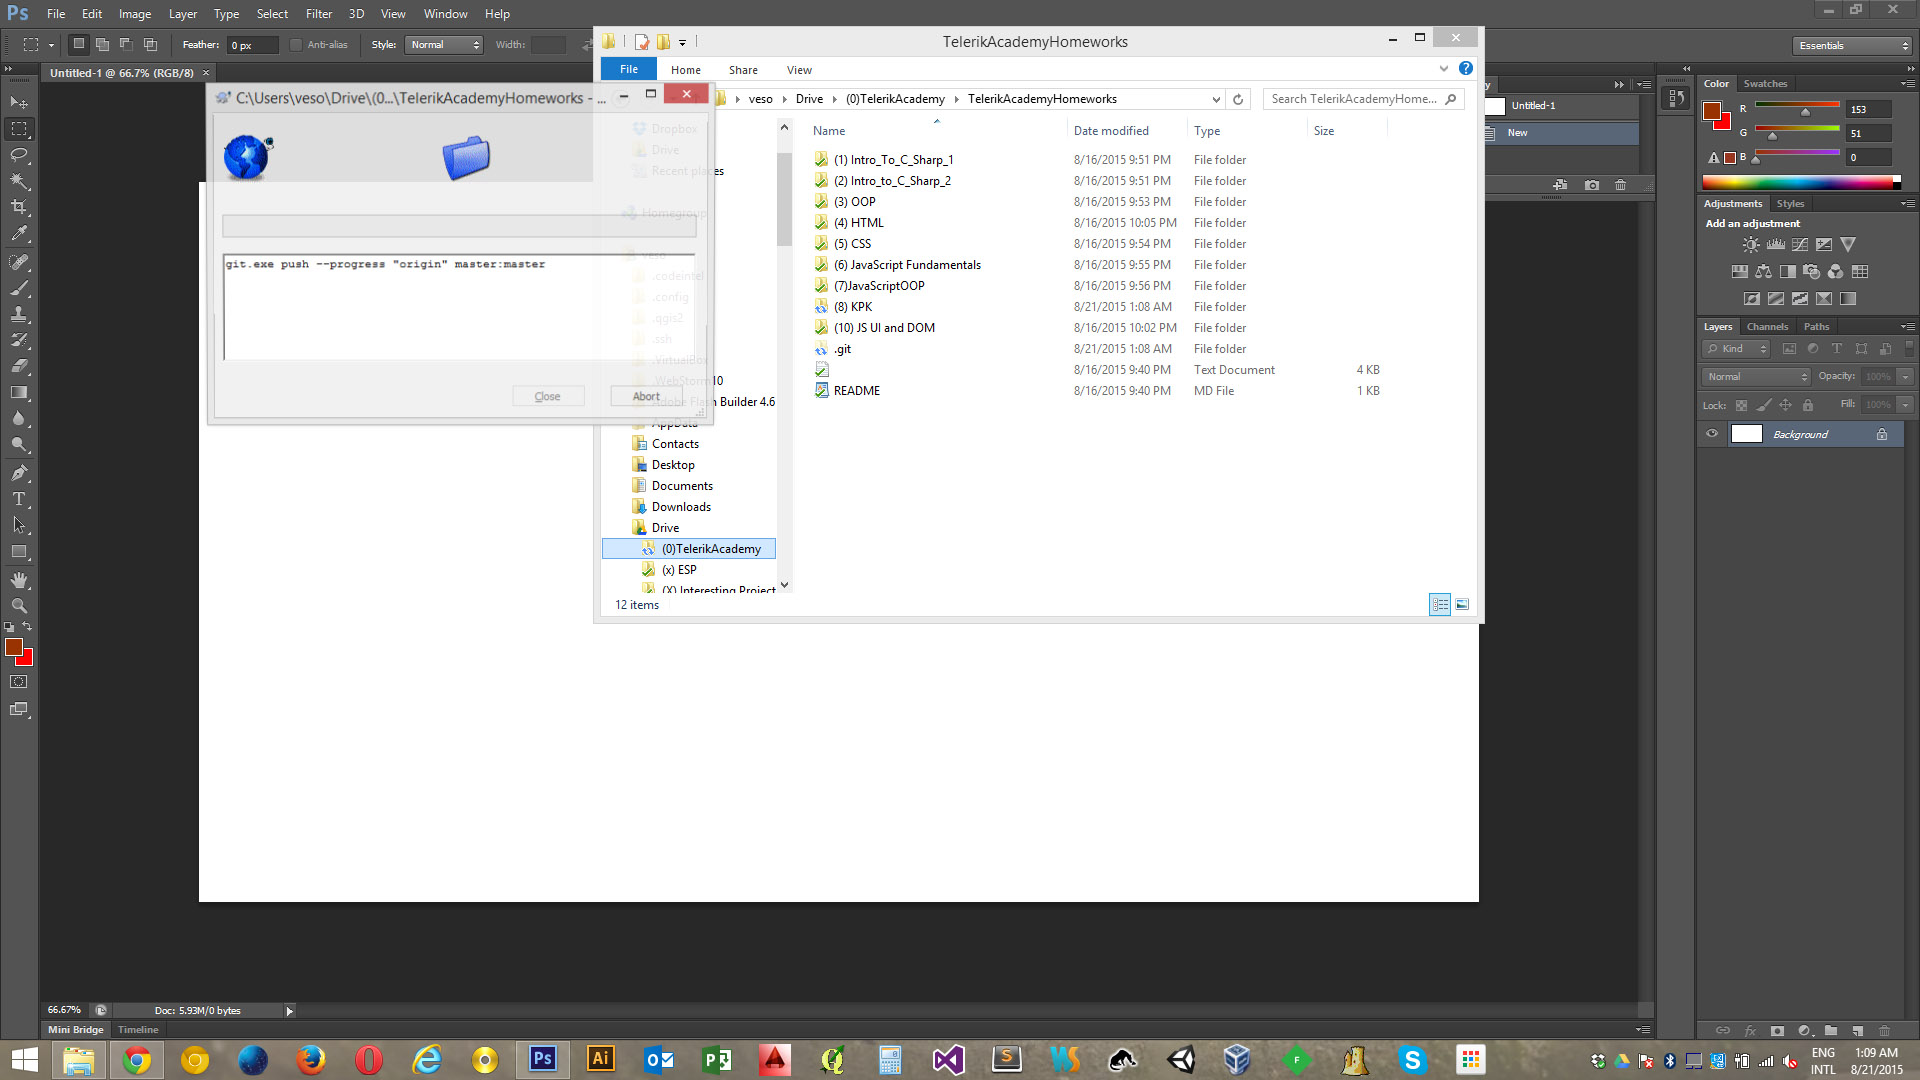 Ps File Edit Image Layer Type Select Filter 3D View Window Help
Feather: 0 px Anti-alias Style: Normal Width: Essentials
Untitled-1 @ 66.7% (RGB/8) ×
TelerikAcademyHomeworks
File Home Share View
veso Drive (0)TelerikAcademy TelerikAcademyHomeworks Search TelerikAcademyHome...
Name Date modified Type Size
(1) Intro_To_C_Sharp_1 8/16/2015 9:51 PM File folder
(2) Intro_to_C_Sharp_2 8/16/2015 9:51 PM File folder
(3) OOP 8/16/2015 9:53 PM File folder
(4) HTML 8/16/2015 10:05 PM File folder
(5) CSS 8/16/2015 9:54 PM File folder
(6) JavaScript Fundamentals 8/16/2015 9:55 PM File folder
(7)JavaScriptOOP 8/16/2015 9:56 PM File folder
(8) KPK 8/21/2015 1:08 AM File folder
(10) JS UI and DOM 8/16/2015 10:02 PM File folder
.git 8/21/2015 1:08 AM File folder
8/16/2015 9:40 PM Text Document 4 KB
README 8/16/2015 9:40 PM MD File 1 KB
12 items
C:\Users\veso\Drive\(0...\TelerikAcademyHomeworks - ...
git.exe push --progress "origin" master:master
Close Abort
Dropbox
Drive
Recent places
Homegroup
veso
.codeintel
.config
.qgis2
.ssh
.VirtualBox
.WebStorm10
Adobe Flash Builder 4.6
AppData
Contacts
Desktop
Documents
Downloads
Drive
(0)TelerikAcademy
(x) ESP
(X) Interesting Project
Untitled-1
New
Color Swatches
R 153
G 51
B 0
Adjustments Styles
Add an adjustment
Layers Channels Paths
Kind
Normal Opacity: 100%
Lock: Fill: 100%
Background
66.67% Doc: 5.93M/0 bytes
Mini Bridge Timeline
ENG 1:09 AM
INTL 8/21/2015